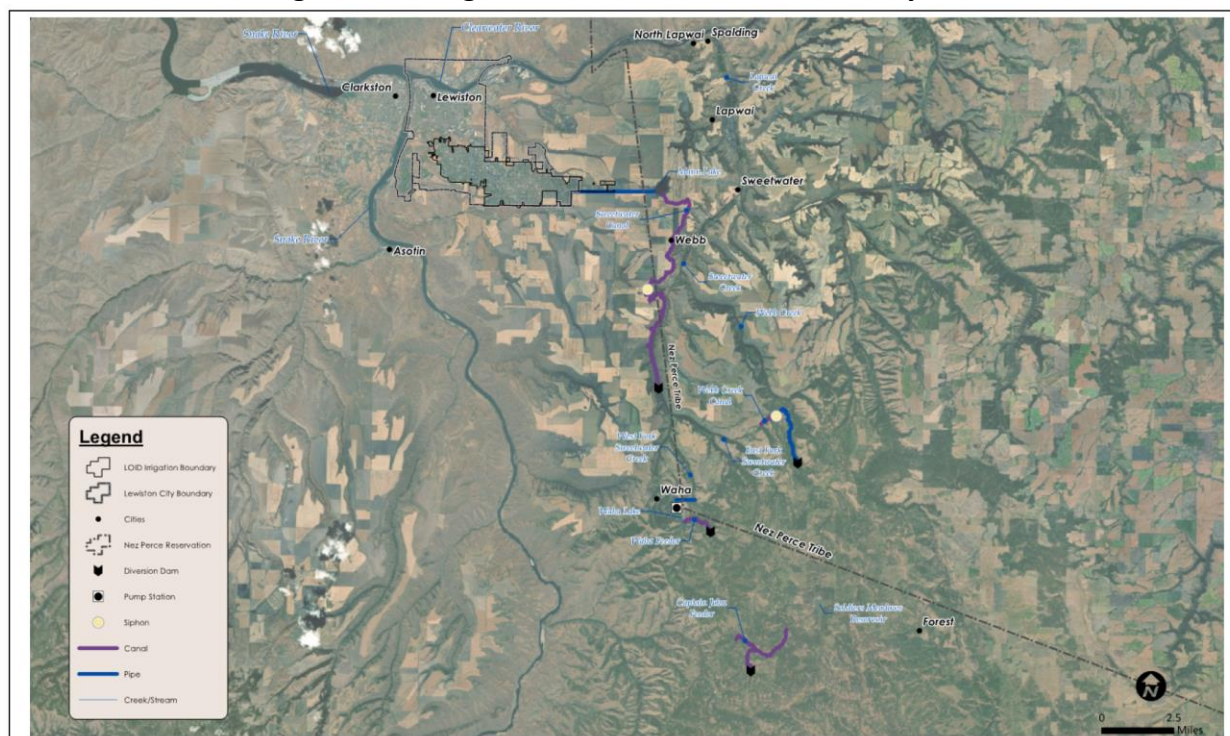 Snake River
Clearwater River
North Lapwai
Spalding
Clarkston
Lewiston
Lapwai
Creek
Lapwai
Sweetwater
Sweetwater
Canal
Snake River
Webb
Asotin
Sweetwater
Creek
Webb Creek
Nez Perce Tribe
Webb Creek
Canal
West Fork
Sweetwater
Creek
East Fork
Sweetwater
Creek
Waha
Waha Lake
Waha Feeder
Nez Perce Tribe
Captain John
Feeder
Soldiers Meadows
Reservoir
Forest
Legend
LOID Irrigation Boundary
Lewiston City Boundary
Cities
Nez Perce Reservation
Diversion Dam
Pump Station
Siphon
Canal
Pipe
Creek/Stream
N
0
2.5
Miles